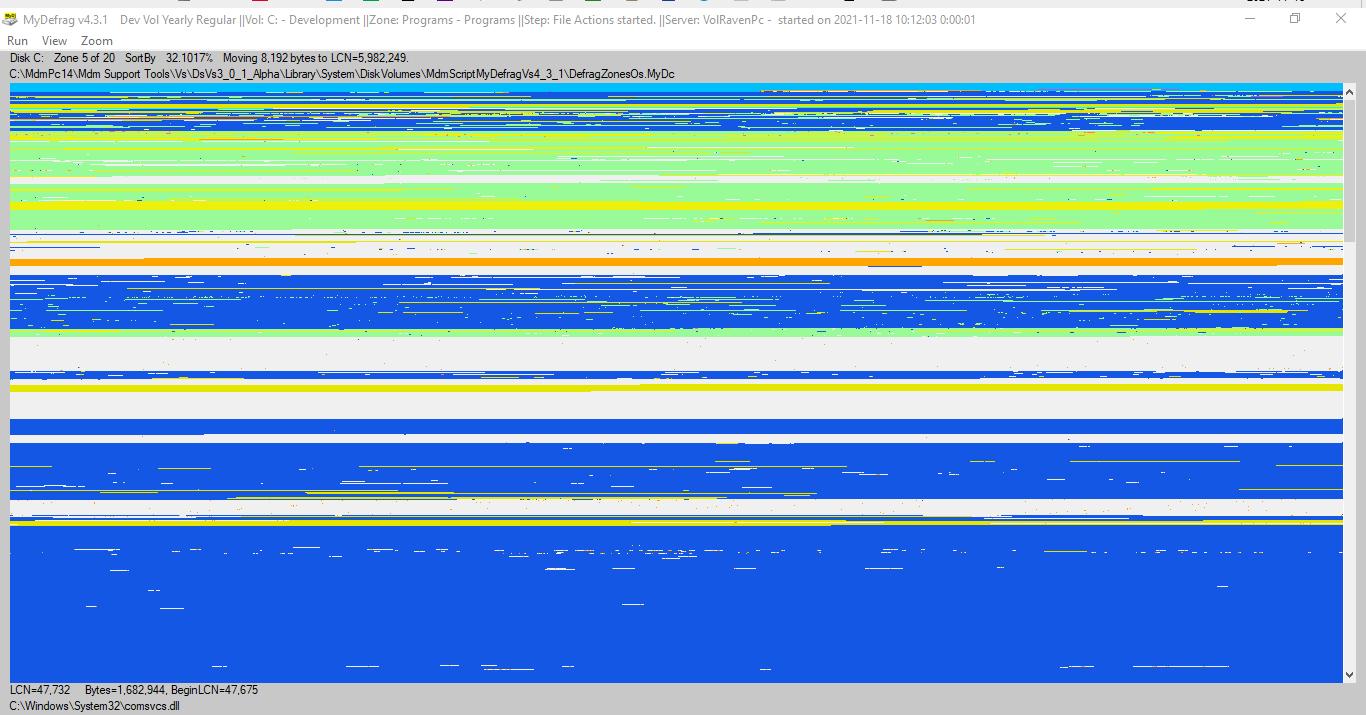 MyDefrag v4.3.1 Dev Vol Yearly Regular ||Vol: C: - Development ||Zone: Programs - Programs ||Step: File Actions started. ||Server: VolRavenPc - started on 2021-11-18 10:12:03 0:00:01
Run View Zoom
Disk C: Zone 5 of 20 SortBy 32.1017% Moving 8,192 bytes to LCN=5,982,249.
C:\MdmPc14\Mdm Support Tools\Vs\DsVs3_0_1_Alpha\Library\System\DiskVolumes\MdmScriptMyDefragVs4_3_1\DefragZonesOs.MyDc
LCN=47,732 Bytes=1,682,944, BeginLCN=47,675
C:\Windows\System32\comsvcs.dll